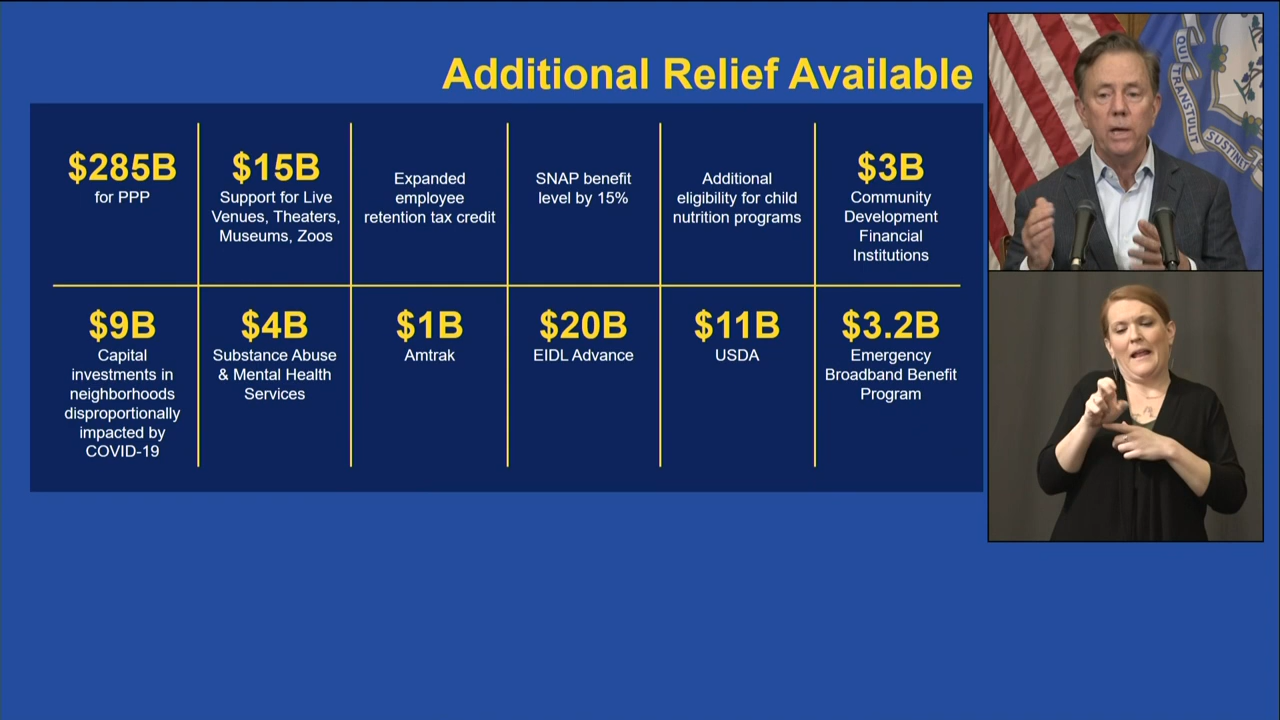 Additional Relief Available
$285B
for PPP
$15B
Support for Live
Venues, Theaters,
Museums, Zoos
Expanded
employee
retention tax credit
SNAP benefit
level by 15%
Additional
eligibility for child
nutrition programs
$3B
Community
Development
Financial
Institutions
$9B
Capital
investments in
neighborhoods
disproportionally
impacted by
COVID-19
$4B
Substance Abuse
& Mental Health
Services
$1B
Amtrak
$20B
EIDL Advance
$11B
USDA
$3.2B
Emergency
Broadband Benefit
Program
QUI TRANSTULIT
SUSTINET